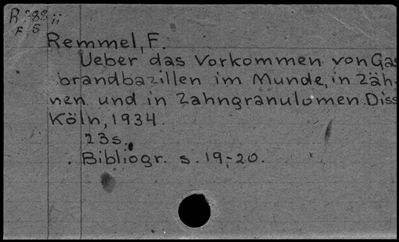 Remmel, F.
Ueber das Vorkommen von Gas
brandbazillen im Munde, in Zäh-
nen und in Zahngranulomen. Diss
Köln, 1934.
23s.
Bibliogr. s. 19-20.